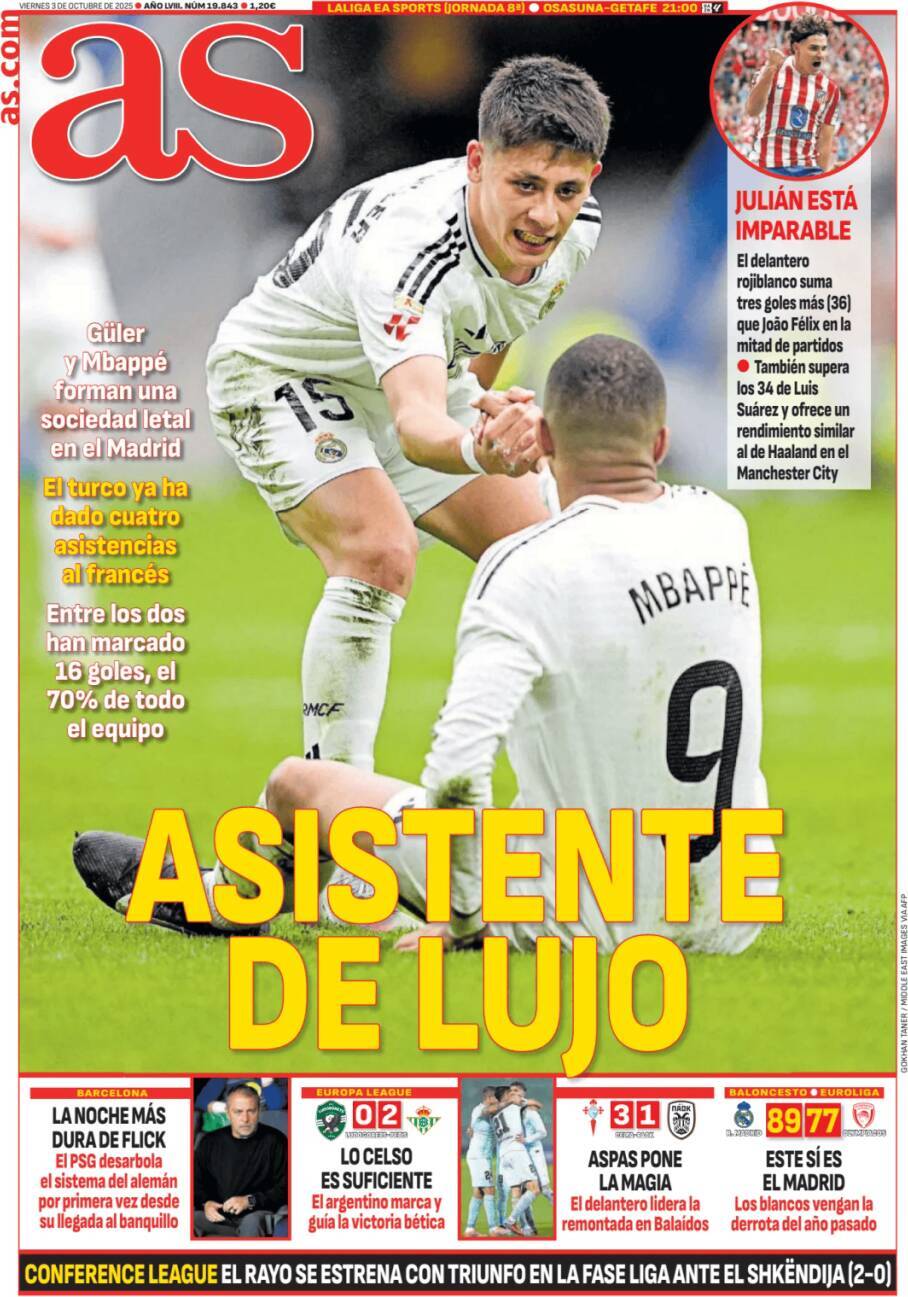 VIERNES 3 DE OCTUBRE DE 2025 ● AÑO LVIII. NÚM 19.843 ● 1,20€
LALIGA EA SPORTS (JORNADA 8ª) ● OSASUNA-GETAFE 21:00
as.com
as
JULIÁN ESTÁ
IMPARABLE
El delantero
rojiblanco suma
tres goles más (36)
que João Félix en la
mitad de partidos
● También supera
los 34 de Luis
Suárez y ofrece un
rendimiento similar
al de Haaland en el
Manchester City
Güler
y Mbappé
forman una
sociedad letal
en el Madrid
El turco ya ha
dado cuatro
asistencias
al francés
Entre los dos
han marcado
16 goles, el
70% de todo
el equipo
15
RMCF
MBAPPÉ
9
ASISTENTE
DE LUJO
GOKHAN TANER / MIDDLE EAST IMAGES VIA AFP
BARCELONA
LA NOCHE MÁS
DURA DE FLICK
El PSG desarbola
el sistema del alemán
por primera vez desde
su llegada al banquillo
EUROPA LEAGUE
0 2
LUDOGORETS-BETIS
LO CELSO
ES SUFICIENTE
El argentino marca y
guía la victoria bética
3 1
CELTA-PAOK
ASPAS PONE
LA MAGIA
El delantero lidera la
remontada en Balaídos
BALONCESTO ● EUROLIGA
89 77
R. MADRID OLYMPIACOS
ESTE SÍ ES
EL MADRID
Los blancos vengan la
derrota del año pasado
CONFERENCE LEAGUE EL RAYO SE ESTRENA CON TRIUNFO EN LA FASE LIGA ANTE EL SHKËNDIJA (2-0)